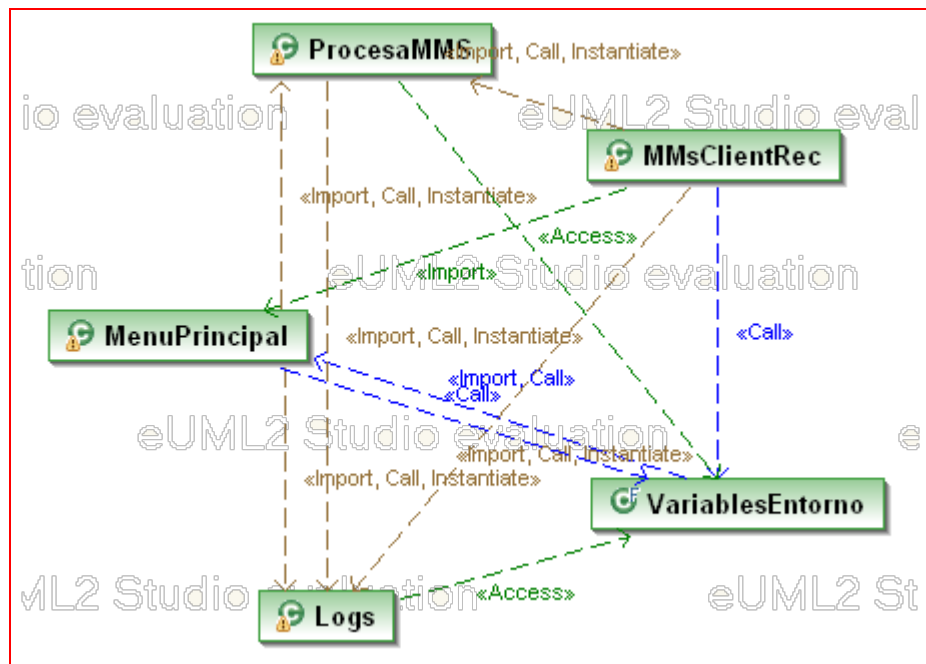 ProcesaMMS
«Import, Call, Instantiate»
io evaluation
eUML2 Studio eval
MMsClientRec
«Import, Call, Instantiate»
«Access»
tion
«Import»
eUML2 Studio evaluation
MenuPrincipal
«Import, Call, Instantiate»
«Call»
«Import, Call»
«Call»
eUML2 Studio evaluation
e
«Import, Call, Instantiate»
«Import, Call, Instantiate»
VariablesEntorno
ML2 Studio evaluation
«Access»
eUML2 St
Logs